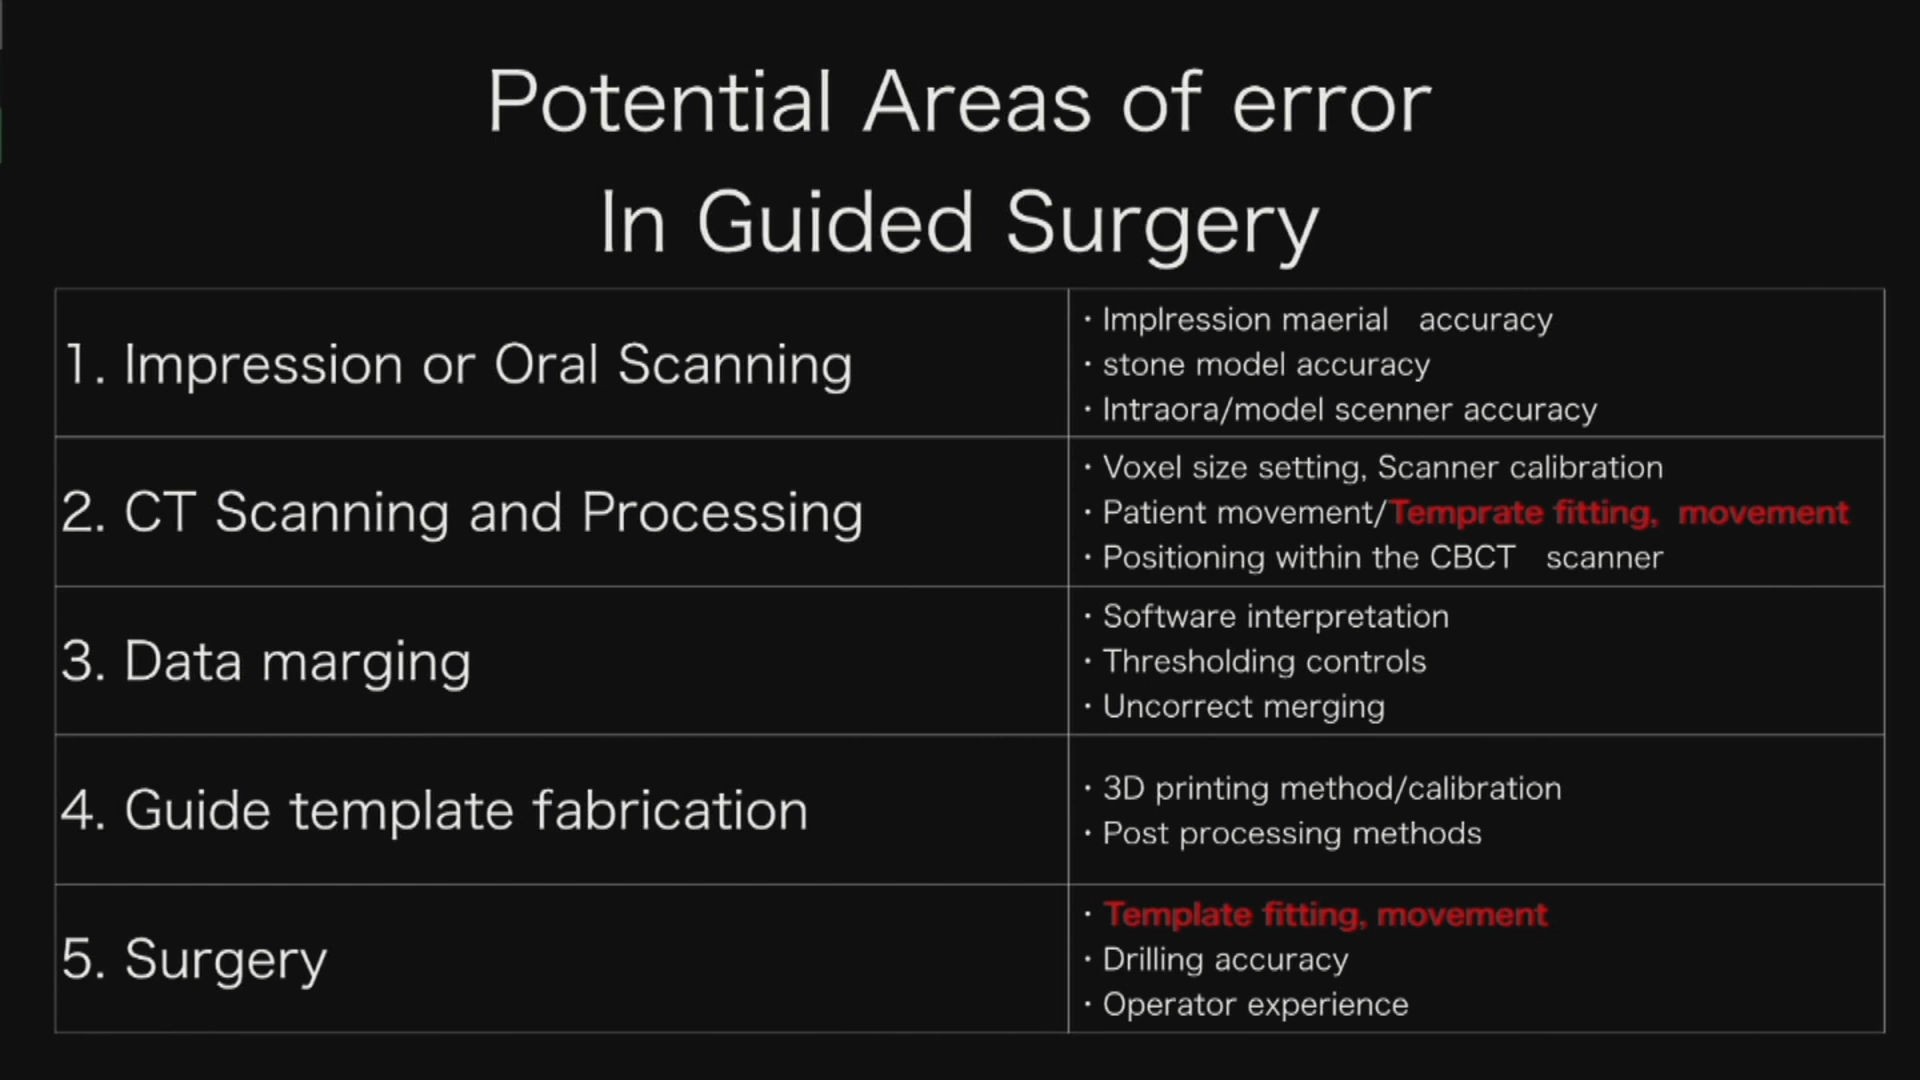 Potential Areas of error
In Guided Surgery
1. Impression or Oral Scanning
・Implression maerial　accuracy
・stone model accuracy
・Intraora/model scenner accuracy
2. CT Scanning and Processing
・Voxel size setting, Scanner calibration
・Patient movement/Temprate fitting,　movement
・Positioning within the CBCT　scanner
3. Data marging
・Software interpretation
・Thresholding controls
・Uncorrect merging
4. Guide template fabrication
・3D printing method/calibration
・Post processing methods
5. Surgery
・Template fitting, movement
・Drilling accuracy
・Operator experience